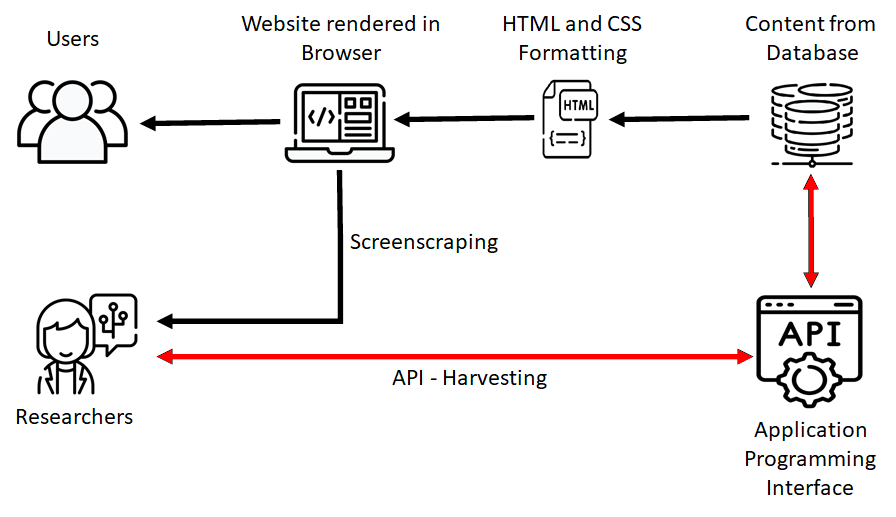 Users
Website rendered in
Browser
HTML and CSS
Formatting
Content from
Database
</>
HTML
{==}
Screenscraping
API
API - Harvesting
Researchers
Application
Programming
Interface